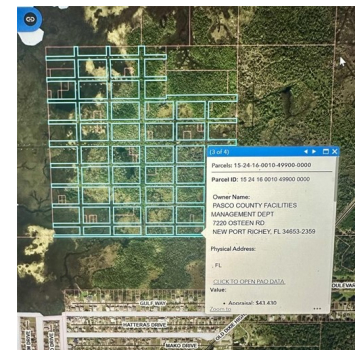 (3 of 4)
Parcels: 15-24-16-0010-49900-0000
Parcel ID: 15 24 16 0010 49900 0000
Owner Name:
PASCO COUNTY FACILITIES
MANAGEMENT DEPT
7220 OSTEEN RD
NEW PORT RICHEY, FL 34653-2359
Physical Address:
, FL
CLICK TO OPEN PAO DATA
Value:
• Appraisal: $43,430
Zoom to
...
GULF WAY
HATTERAS DRIVE
MAKO DRIVE